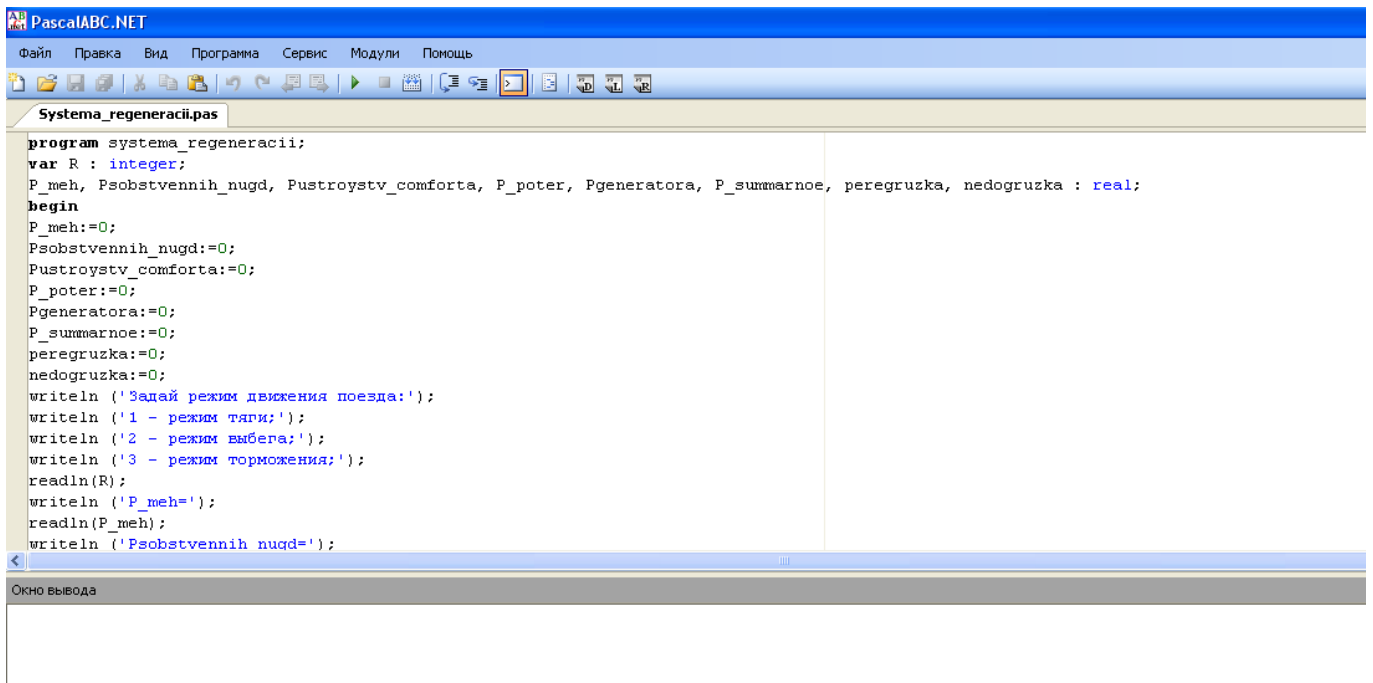 PascalABC.NET
Файл Правка Вид Программа Сервис Модули Помощь
Systema_regeneracii.pas
program systema_regeneracii;
var R : integer;
P_meh, Psobstvennih_nugd, Pustroystv_comforta, P_poter, Pgeneratora, P_summarnoe, peregruzka, nedogruzka : real;
begin
P_meh:=0;
Psobstvennih_nugd:=0;
Pustroystv_comforta:=0;
P_poter:=0;
Pgeneratora:=0;
P_summarnoe:=0;
peregruzka:=0;
nedogruzka:=0;
writeln ('Задай режим движения поезда:');
writeln ('1 - режим тяги;');
writeln ('2 - режим выбега;');
writeln ('3 - режим торможения;');
readln(R);
writeln ('P_meh=');
readln(P_meh);
writeln ('Psobstvennih_nugd=');
Окно вывода